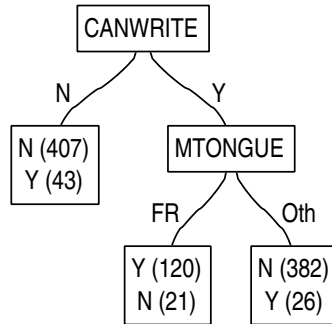 CANWRITE
N
Y
N (407)
Y (43)
MTONGUE
FR
Oth
Y (120)
N (21)
N (382)
Y (26)